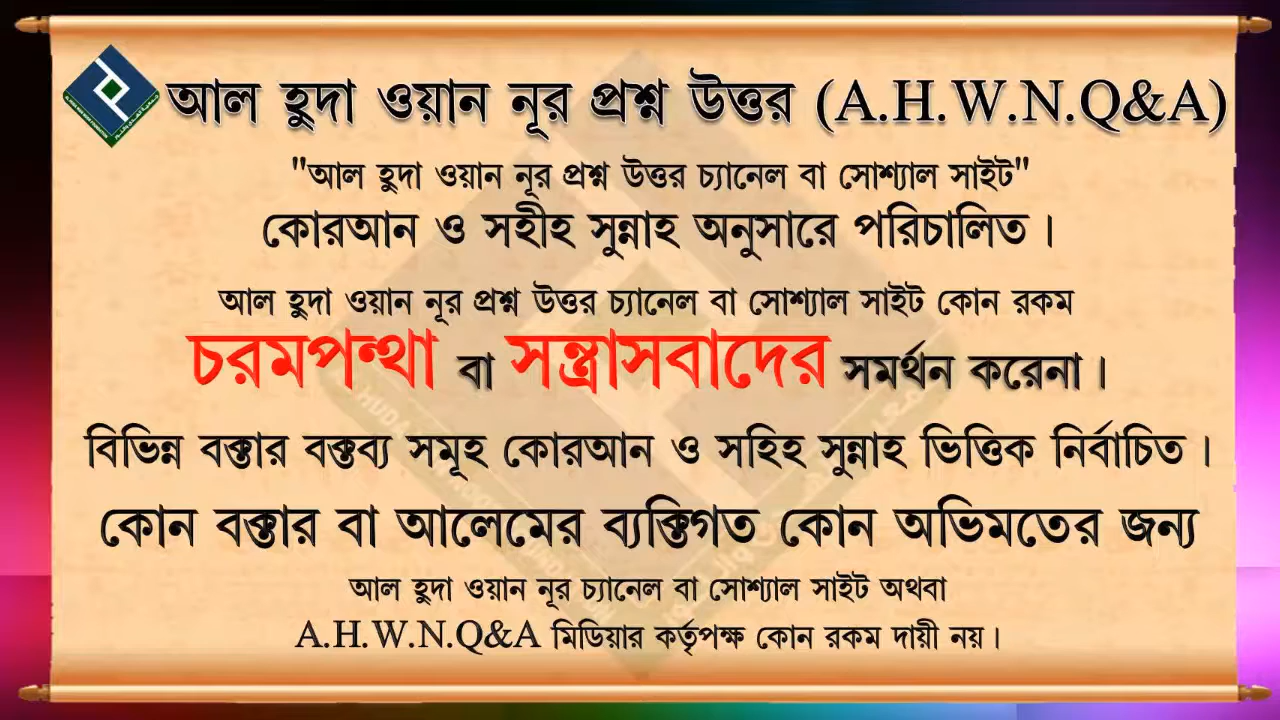 আল হুদা ওয়ান নূর প্রশ্ন উত্তর (A.H.W.N.Q&A)
"আল হুদা ওয়ান নূর প্রশ্ন উত্তর চ্যানেল বা সোশ্যাল সাইট"
কোরআন ও সহীহ সুন্নাহ অনুসারে পরিচালিত।
আল হুদা ওয়ান নূর প্রশ্ন উত্তর চ্যানেল বা সোশ্যাল সাইট কোন রকম
চরমপন্থা বা সন্ত্রাসবাদের সমর্থন করেনা।
বিভিন্ন বক্তার বক্তব্য সমূহ কোরআন ও সহিহ সুন্নাহ ভিত্তিক নির্বাচিত।
কোন বক্তার বা আলেমের ব্যক্তিগত কোন অভিমতের জন্য
আল হুদা ওয়ান নূর চ্যানেল বা সোশ্যাল সাইট অথবা
A.H.W.N.Q&A মিডিয়ার কর্তৃপক্ষ কোন রকম দায়ী নয়।